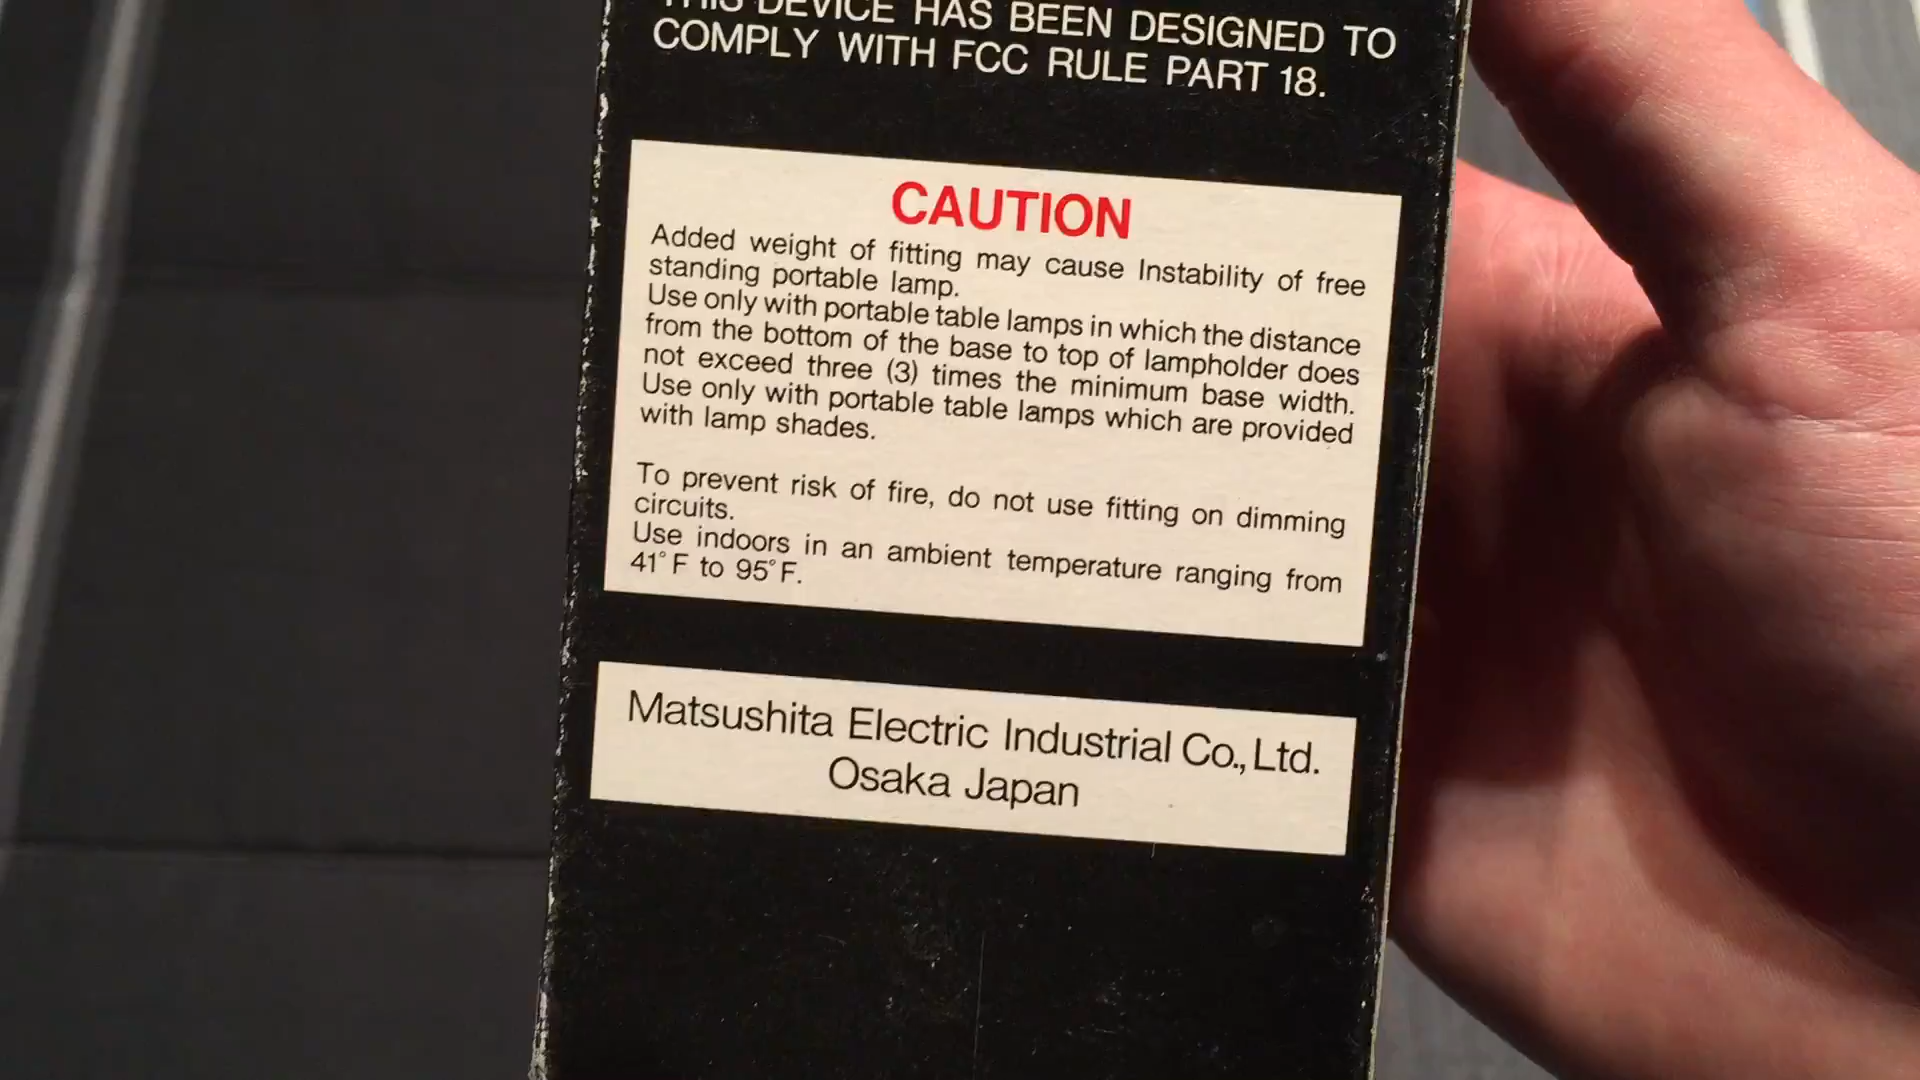 THIS DEVICE HAS BEEN DESIGNED TO
COMPLY WITH FCC RULE PART 18.
CAUTION
Added weight of fitting may cause Instability of free
standing portable lamp.
Use only with portable table lamps in which the distance
from the bottom of the base to top of lampholder does
not exceed three (3) times the minimum base width.
Use only with portable table lamps which are provided
with lamp shades.
To prevent risk of fire, do not use fitting on dimming
circuits.
Use indoors in an ambient temperature ranging from
41°F to 95°F.
Matsushita Electric Industrial Co., Ltd.
Osaka Japan